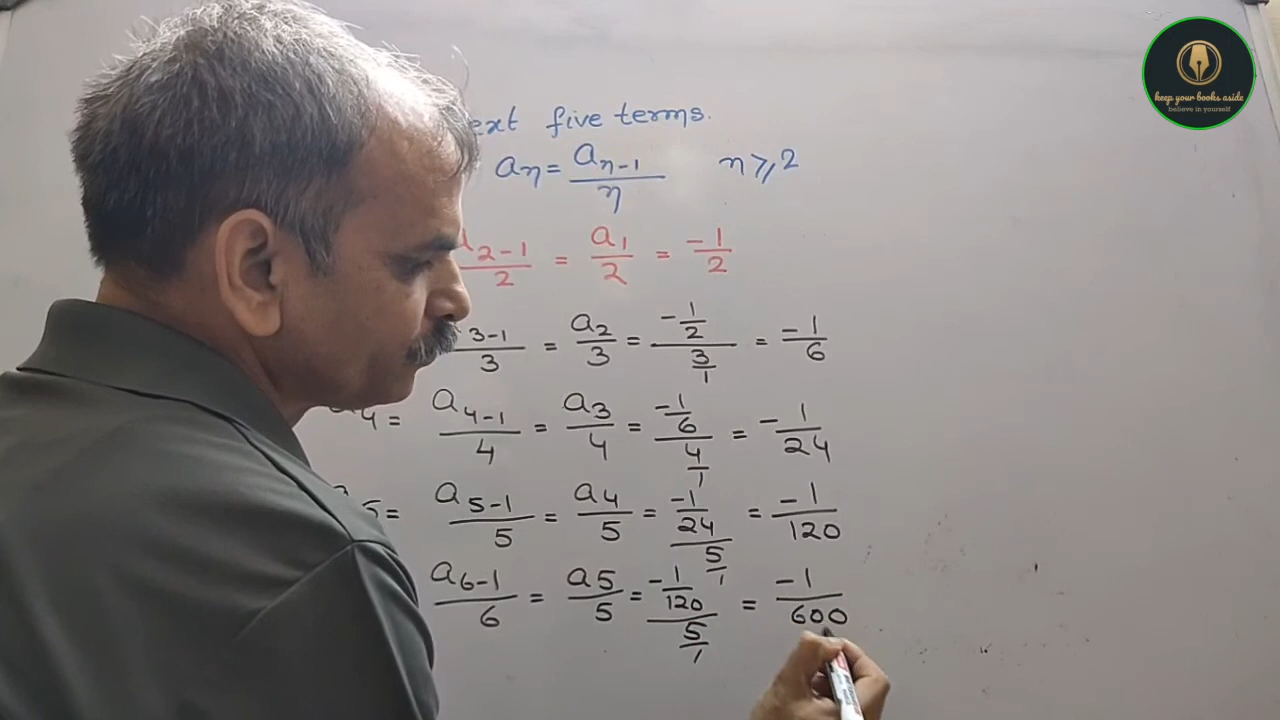 ext five terms.
aₙ = aₙ₋₁/n n ⩾ 2
a₂₋₁/2 = a₁/2 = -1/2
₃₋₁/3 = a₂/3 = (-1/2)/(3/1) = -1/6
a₄ = a₄₋₁/4 = a₃/4 = (-1/6)/(4/1) = -1/24
₅ = a₅₋₁/5 = a₄/5 = (-1/24)/(5/1) = -1/120
a₆₋₁/6 = a₅/5 = (-1/120)/(5/1) = -1/600
keep your books aside
believe in yourself